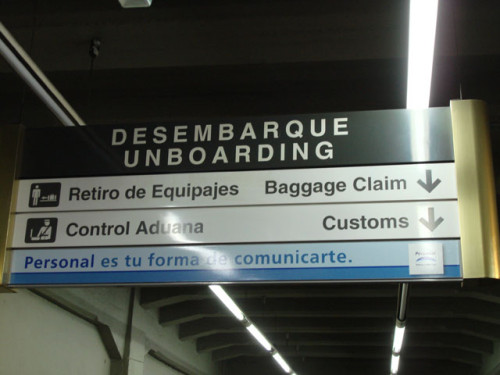 DESEMBARQUE
UNBOARDING
Retiro de Equipajes Baggage Claim
Control Aduana Customs
Personal es tu forma de comunicarte.